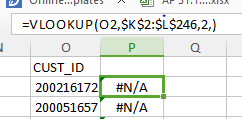 Online...plates
AP 31.1....xlsx
=VLOOKUP(O2,$K$2:$L$246,2,)
O P Q
CUST_ID
200216172 #N/A
200051657 #N/A